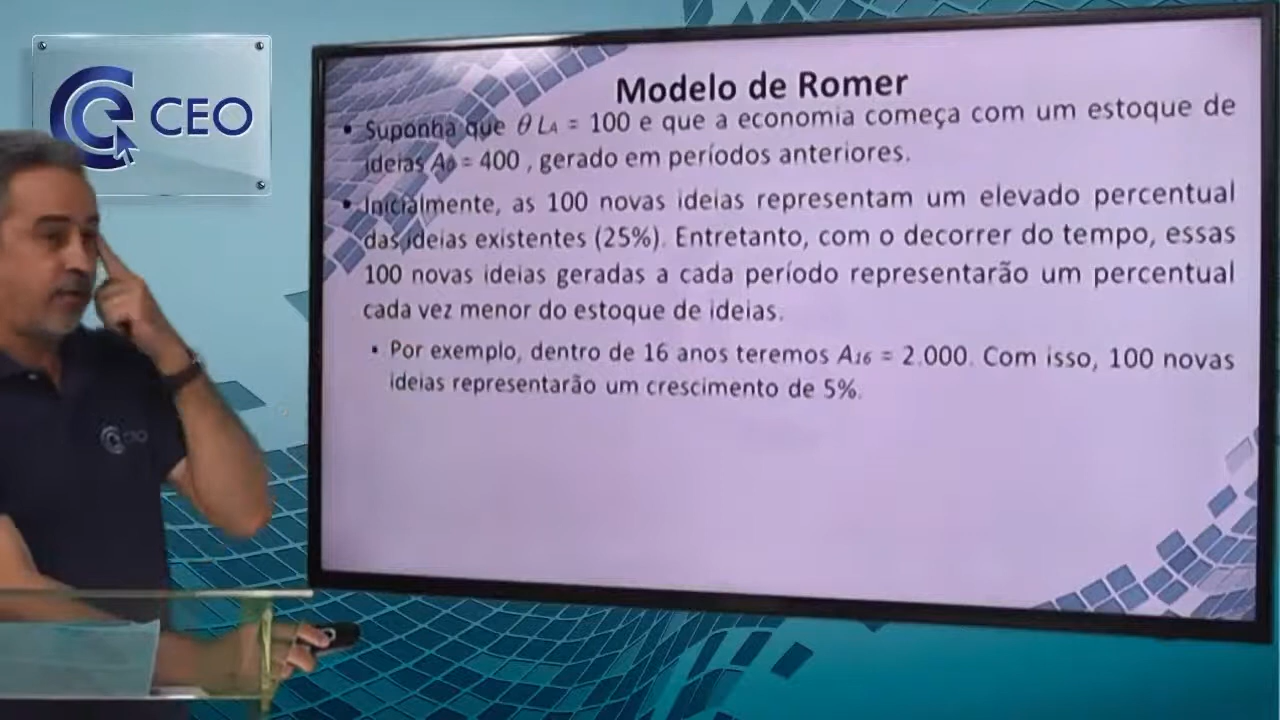 CEO
Modelo de Romer
• Suponha que θ LA = 100 e que a economia começa com um estoque de
ideias A0 = 400 , gerado em períodos anteriores.
• Inicialmente, as 100 novas ideias representam um elevado percentual
das ideias existentes (25%). Entretanto, com o decorrer do tempo, essas
100 novas ideias geradas a cada período representarão um percentual
cada vez menor do estoque de ideias.
▪ Por exemplo, dentro de 16 anos teremos A16 = 2.000. Com isso, 100 novas
ideias representarão um crescimento de 5%.
CEO